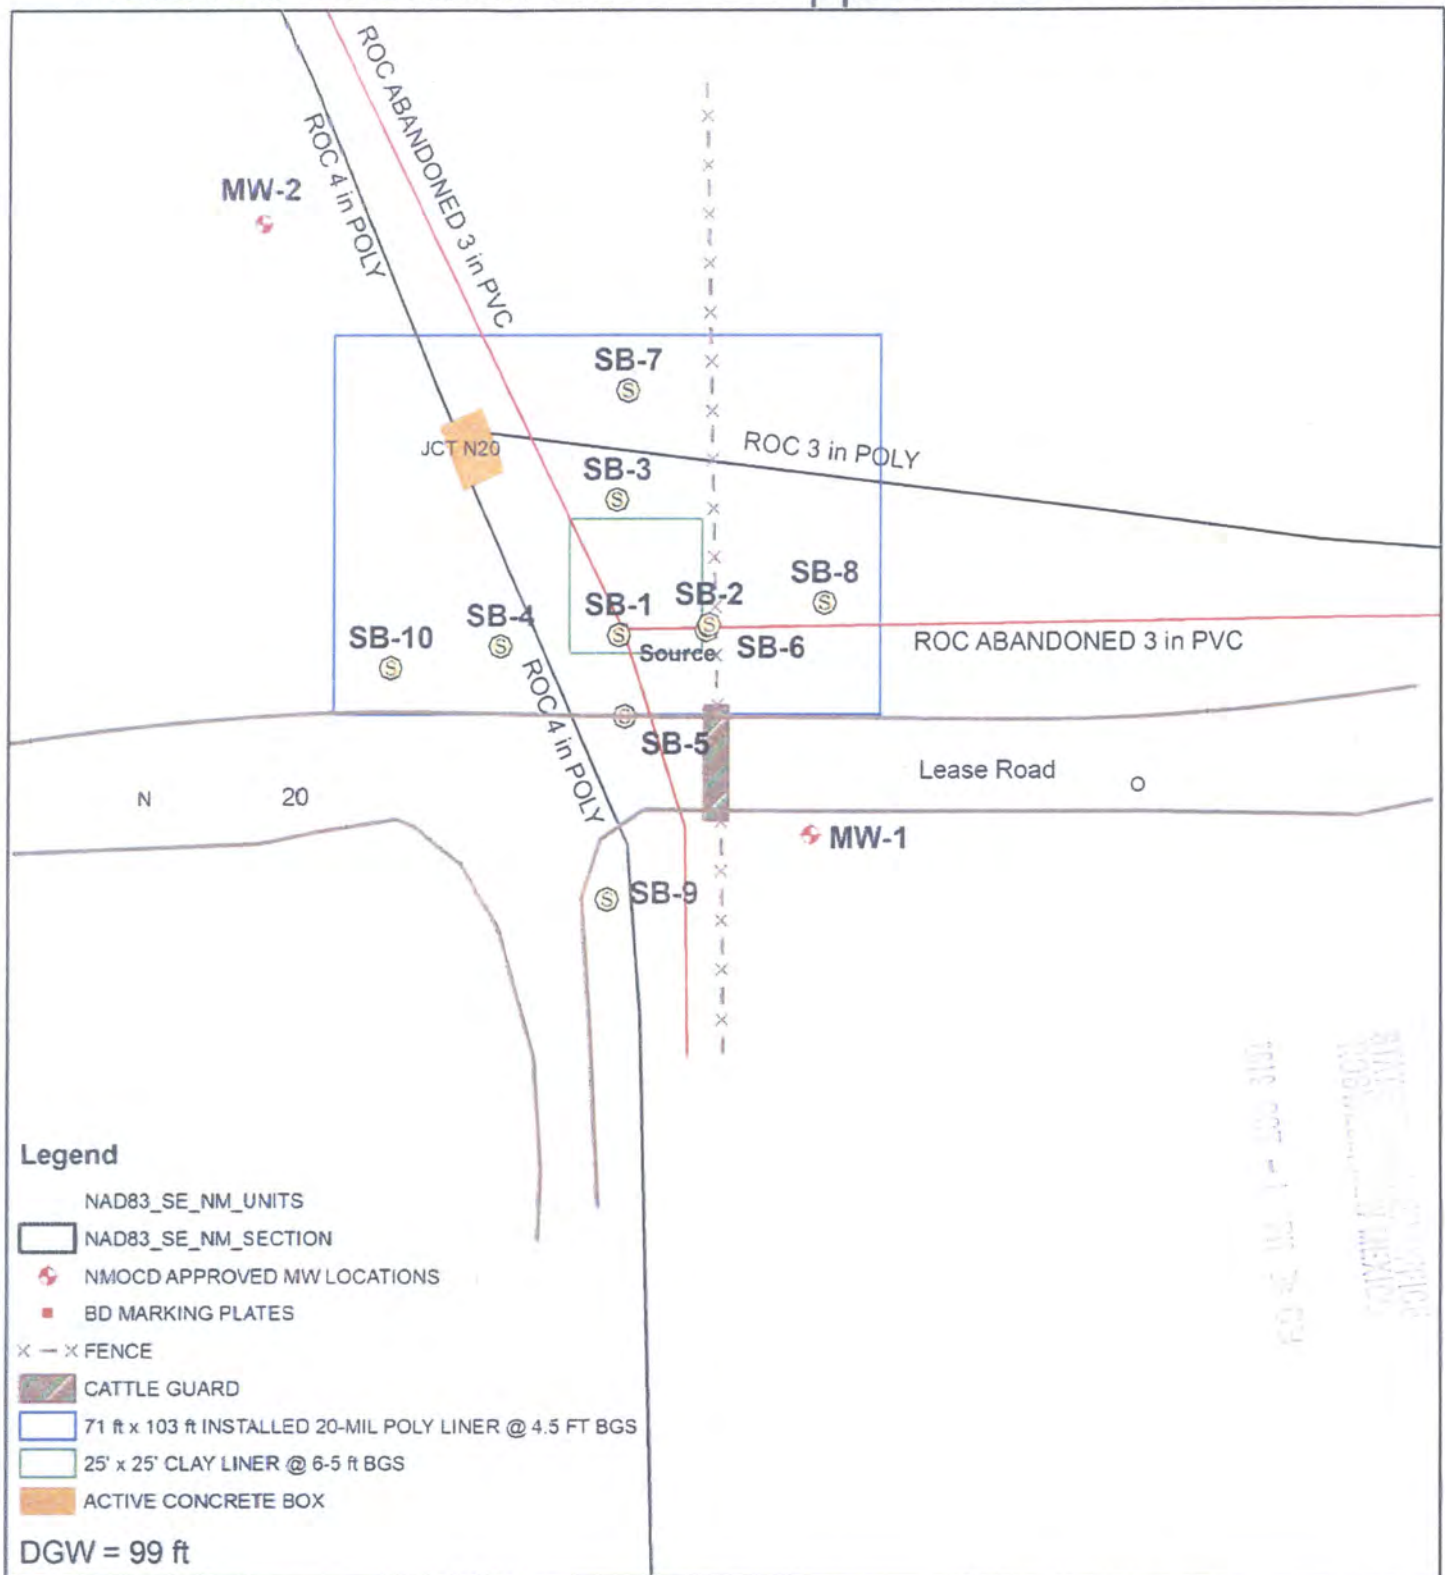 ROC ABANDONED 3 in PVC
ROC 4 in POLY
MW-2
SB-7
JCT N20
ROC 3 in POLY
SB-3
SB-8
SB-2
SB-1
SB-4
SB-10
SB-6
Source
ROC ABANDONED 3 in PVC
ROC 4 in POLY
SB-5
Lease Road
O
N
20
MW-1
SB-9
Legend
NAD83_SE_NM_UNITS
NAD83_SE_NM_SECTION
NMOCD APPROVED MW LOCATIONS
BD MARKING PLATES
FENCE
CATTLE GUARD
71 ft x 103 ft INSTALLED 20-MIL POLY LINER @ 4.5 FT BGS
25' x 25' CLAY LINER @ 6-5 ft BGS
ACTIVE CONCRETE BOX
DGW = 99 ft